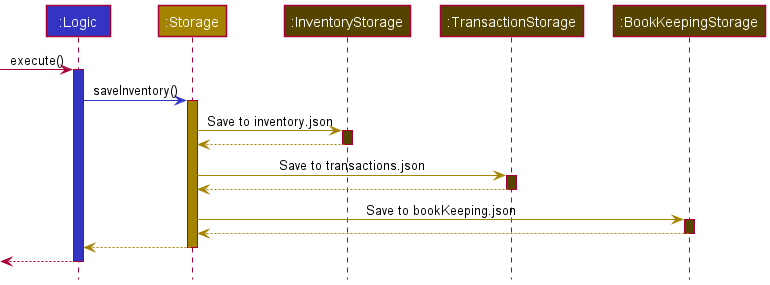 :Logic
:Storage
:InventoryStorage
:TransactionStorage
:BookKeepingStorage
execute()
saveInventory()
Save to inventory.json
Save to transactions.json
Save to bookKeeping.json